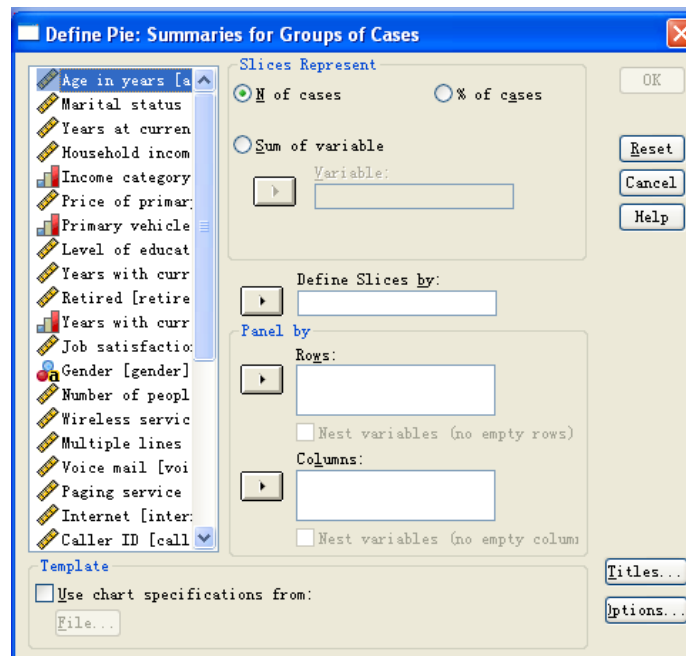 Define Pie: Summaries for Groups of Cases
Age in years [a
Marital status
Years at curren
Household incom
Income category
Price of primar
Primary vehicle
Level of educat
Years with curr
Retired [retire
Years with curr
Job satisfactio
Gender [gender]
Number of peopl
Wireless servic
Multiple lines
Voice mail [voi
Paging service
Internet [inter
Caller ID [call
Slices Represent
N of cases
% of cases
Sum of variable
Variable:
Define Slices by:
Panel by
Rows:
Nest variables (no empty rows)
Columns:
Nest variables (no empty colum
OK
Reset
Cancel
Help
Template
Use chart specifications from:
File...
Titles...
Options...